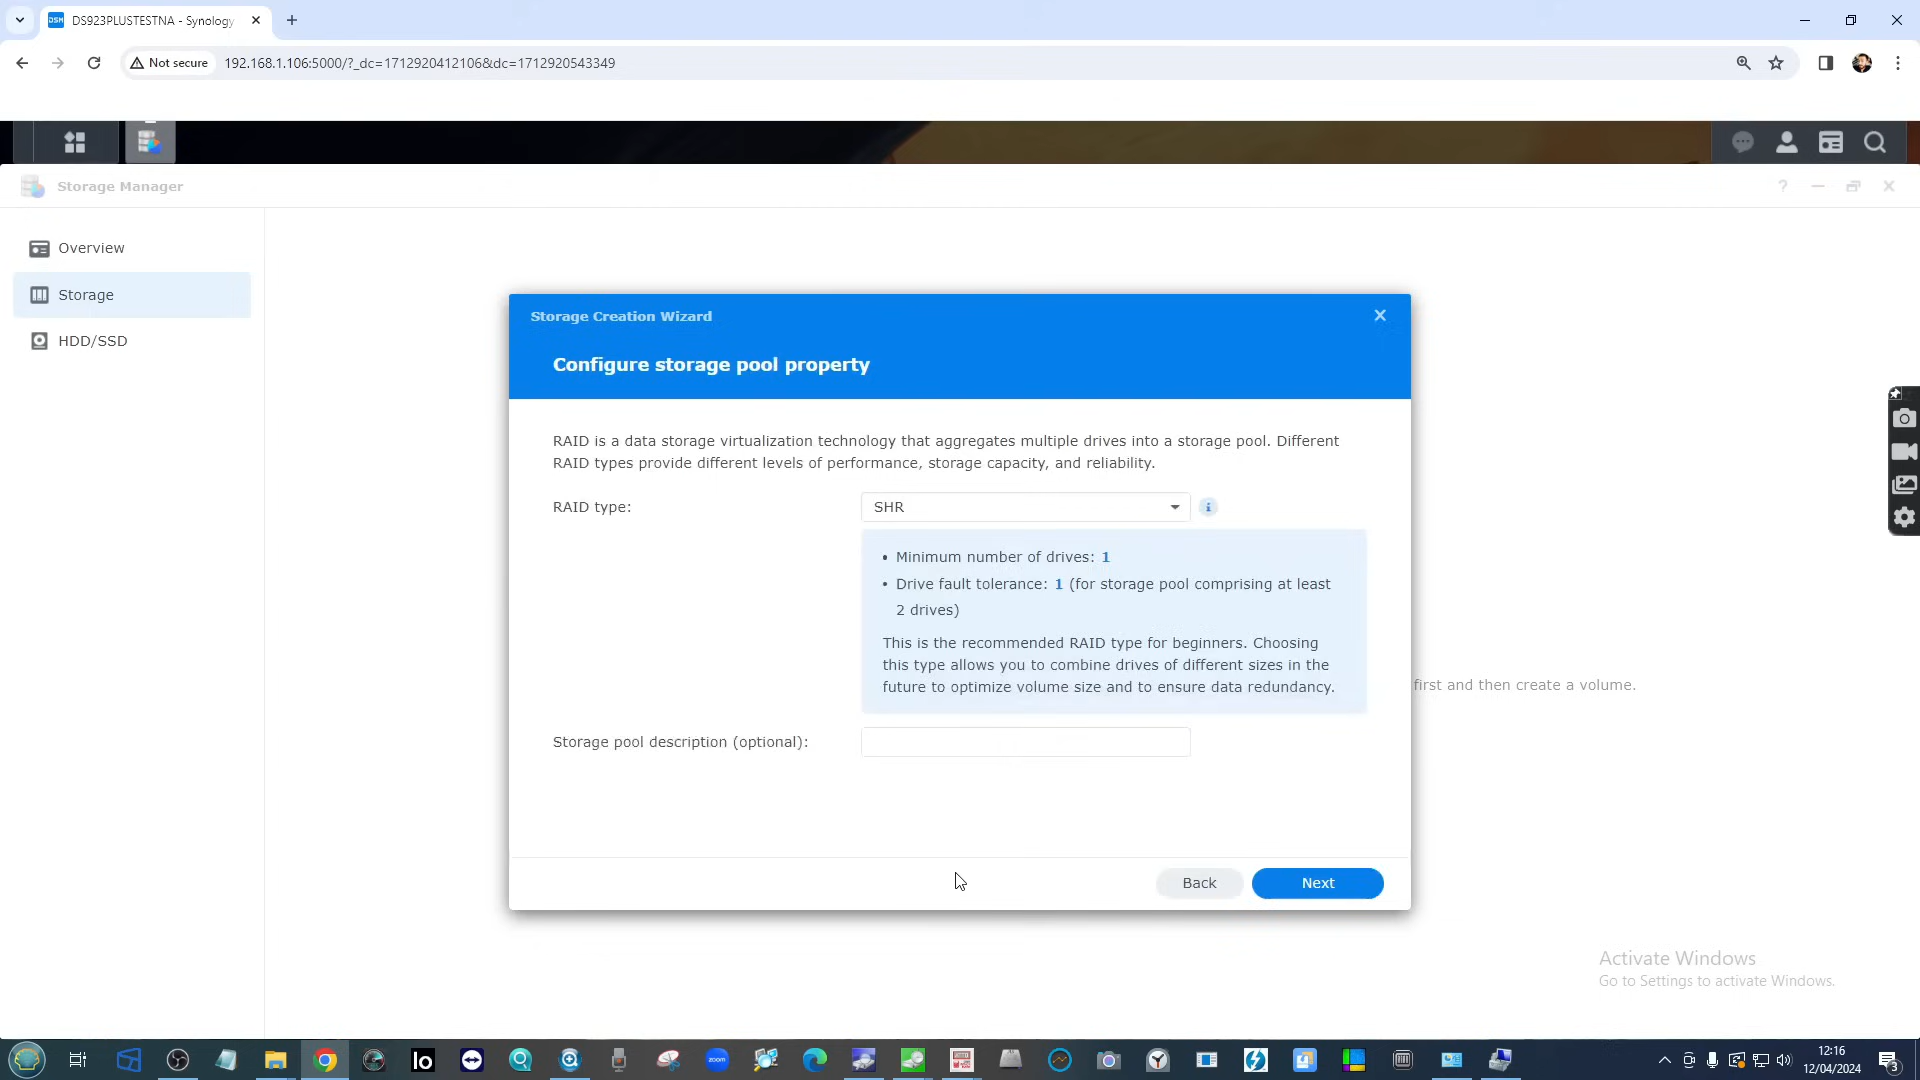 DS923PLUSTESTNA - Synology
Not secure
192.168.1.106:5000/?_dc=1712920412106&dc=1712920543349
Storage Manager
Overview
Storage
HDD/SSD
Storage Creation Wizard
Configure storage pool property
RAID is a data storage virtualization technology that aggregates multiple drives into a storage pool. Different
RAID types provide different levels of performance, storage capacity, and reliability.
RAID type:
SHR
• Minimum number of drives: 1
• Drive fault tolerance: 1 (for storage pool comprising at least
2 drives)
This is the recommended RAID type for beginners. Choosing
this type allows you to combine drives of different sizes in the
future to optimize volume size and to ensure data redundancy.
first and then create a volume.
Storage pool description (optional):
Back
Next
Activate Windows
Go to Settings to activate Windows.
DSM
Io
zoom
12:16
12/04/2024
3